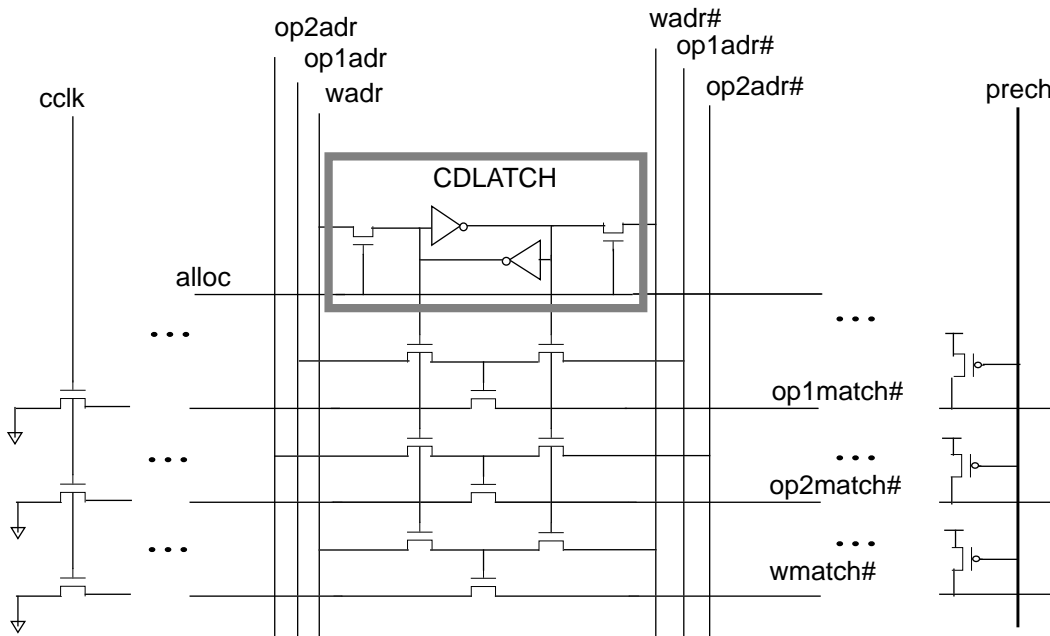 op2adr
op1adr
wadr
wadr#
op1adr#
op2adr#
cclk
prech
CDLATCH
alloc
op1match#
op2match#
wmatch#